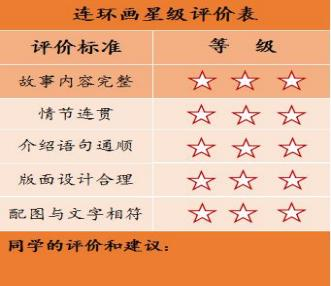 连环画星级评价表
评价标准 等 级
故事内容完整
情节连贯
介绍语句通顺
版面设计合理
配图与文字相符
同学的评价和建议：